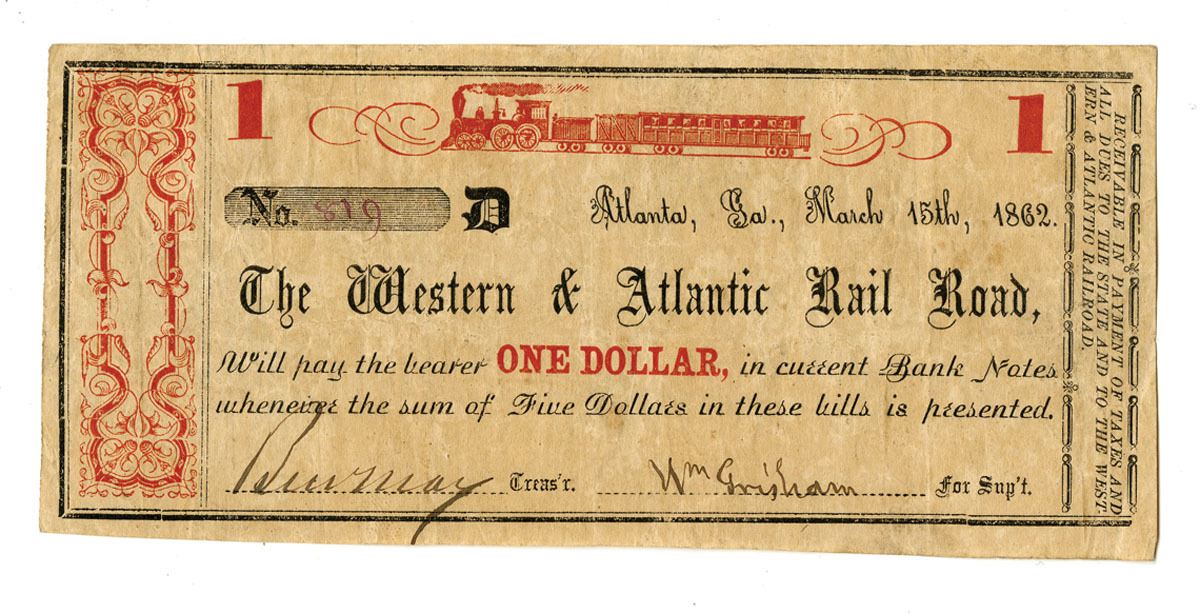 1 1
No. 819 D Atlanta, Ga., March 15th, 1862.
The Western & Atlantic Rail Road,
Will pay the bearer ONE DOLLAR, in current Bank Notes
whenever the sum of Five Dollars in these bills is presented.
Ben May Treas'r. Wm Grisham For Sup't.
RECEIVABLE IN PAYMENT OF TAXES AND
ALL DUES TO THE STATE AND TO THE WEST-
ERN & ATLANTIC RAILROAD.